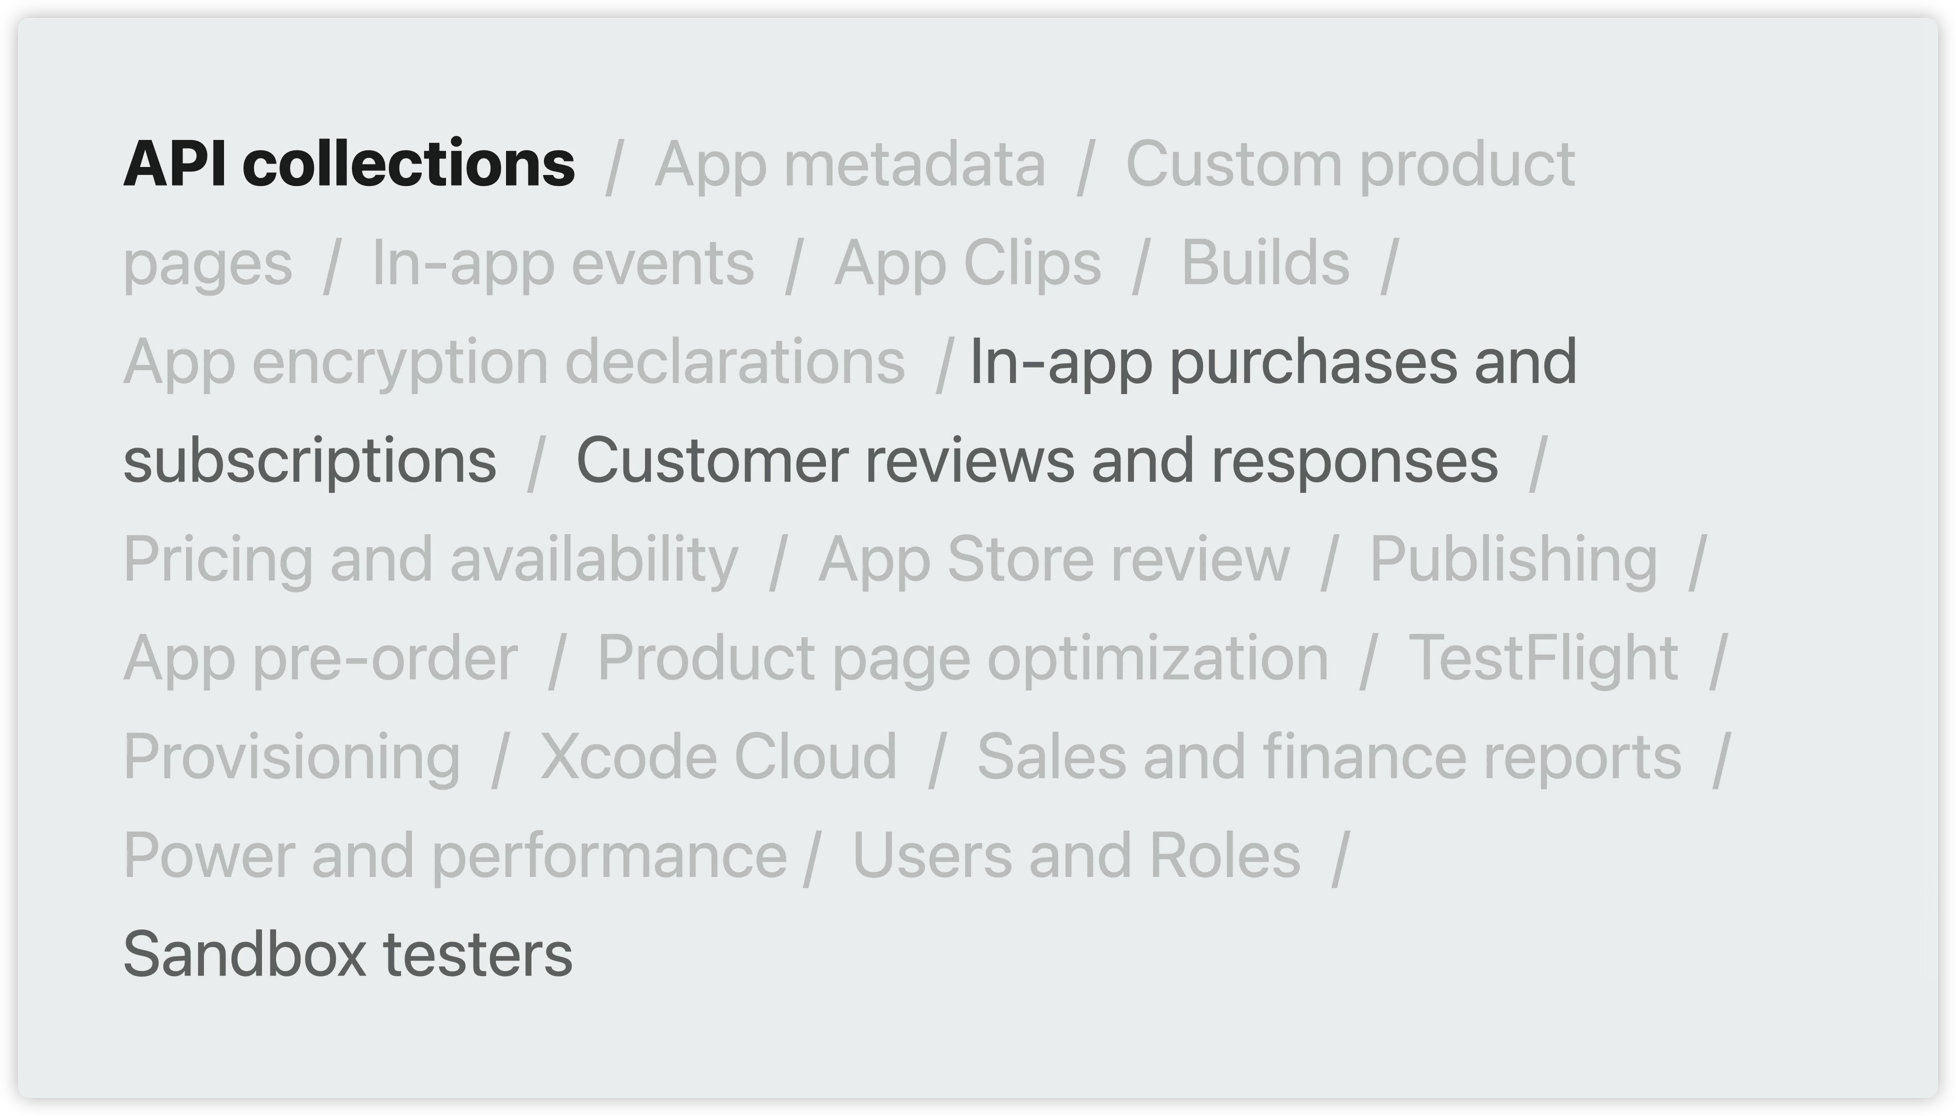 API collections / App metadata / Custom product
pages / In-app events / App Clips / Builds /
App encryption declarations / In-app purchases and
subscriptions / Customer reviews and responses /
Pricing and availability / App Store review / Publishing /
App pre-order / Product page optimization / TestFlight /
Provisioning / Xcode Cloud / Sales and finance reports /
Power and performance / Users and Roles /
Sandbox testers